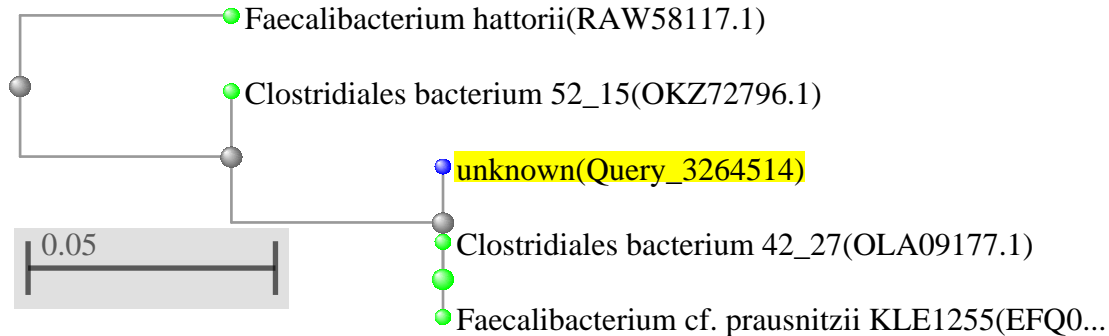 Faecalibacterium hattorii(RAW58117.1)
Clostridiales bacterium 52_15(OKZ72796.1)
unknown(Query_3264514)
0.05
Clostridiales bacterium 42_27(OLA09177.1)
Faecalibacterium cf. prausnitzii KLE1255(EFQ0...